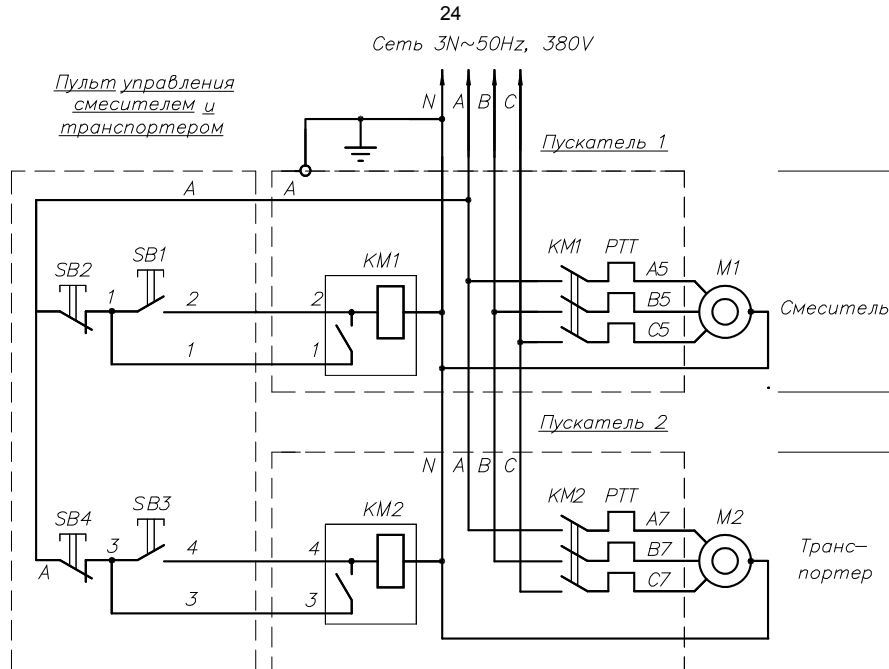 24
Сеть 3N~50Hz, 380V
Пульт управления
смесителем и
транспортером
N A B C
Пускатель 1
A A
SB2 SB1 KM1 KM1 РТТ A5 M1
1 2 2 B5 Смеситель
1 1 C5
Пускатель 2
N A B C
SB4 SB3 KM2 KM2 РТТ A7 M2
A 3 4 4 B7 Транс-
портер
3 3 C7